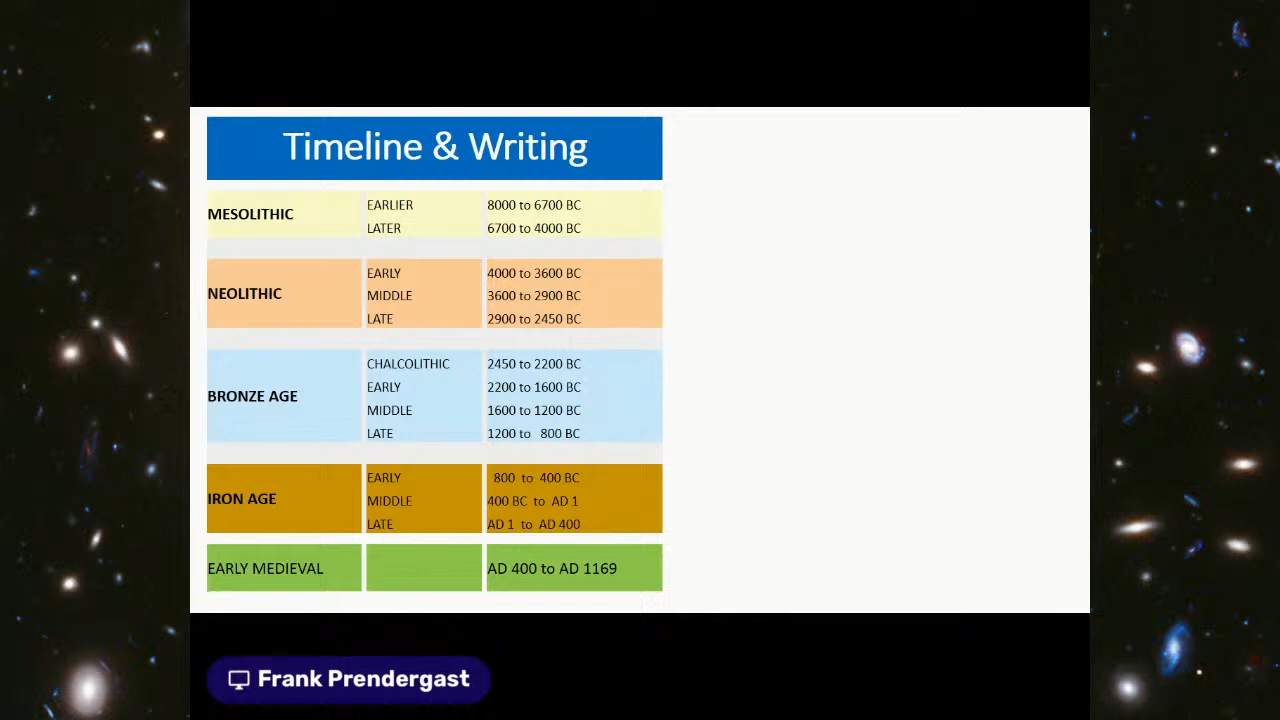 Timeline & Writing
MESOLITHIC
EARLIER 8000 to 6700 BC
LATER 6700 to 4000 BC
NEOLITHIC
EARLY 4000 to 3600 BC
MIDDLE 3600 to 2900 BC
LATE 2900 to 2450 BC
BRONZE AGE
CHALCOLITHIC 2450 to 2200 BC
EARLY 2200 to 1600 BC
MIDDLE 1600 to 1200 BC
LATE 1200 to 800 BC
IRON AGE
EARLY 800 to 400 BC
MIDDLE 400 BC to AD 1
LATE AD 1 to AD 400
EARLY MEDIEVAL AD 400 to AD 1169
Frank Prendergast